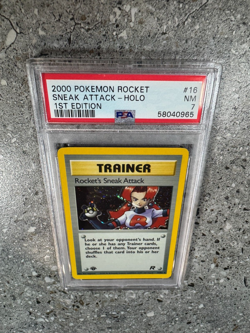 2000 POKEMON ROCKET #16
SNEAK ATTACK - HOLO NM
1ST EDITION 7
PSA 58040965
TRAINER
Rocket's Sneak Attack
R
Look at your opponent's hand. If
he or she has any Trainer cards,
choose 1 of them. Your opponent
shuffles that card into his or her
deck.